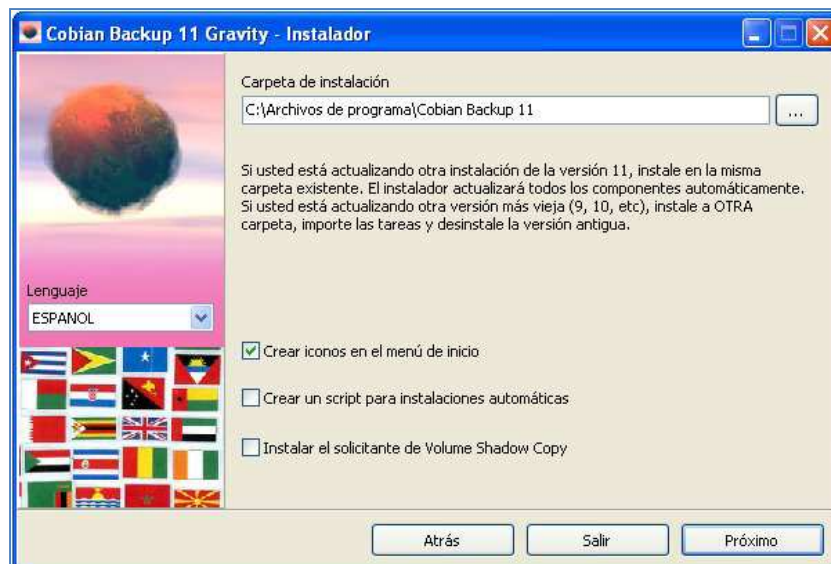 Cobian Backup 11 Gravity - Instalador
Carpeta de instalación
C:\Archivos de programa\Cobian Backup 11
...
Si usted está actualizando otra instalación de la versión 11, instale en la misma
carpeta existente. El instalador actualizará todos los componentes automáticamente.
Si usted está actualizando otra versión más vieja (9, 10, etc), instale a OTRA
carpeta, importe las tareas y desinstale la versión antigua.
Lenguaje
ESPANOL
Crear iconos en el menú de inicio
Crear un script para instalaciones automáticas
Instalar el solicitante de Volume Shadow Copy
Atrás
Salir
Próximo